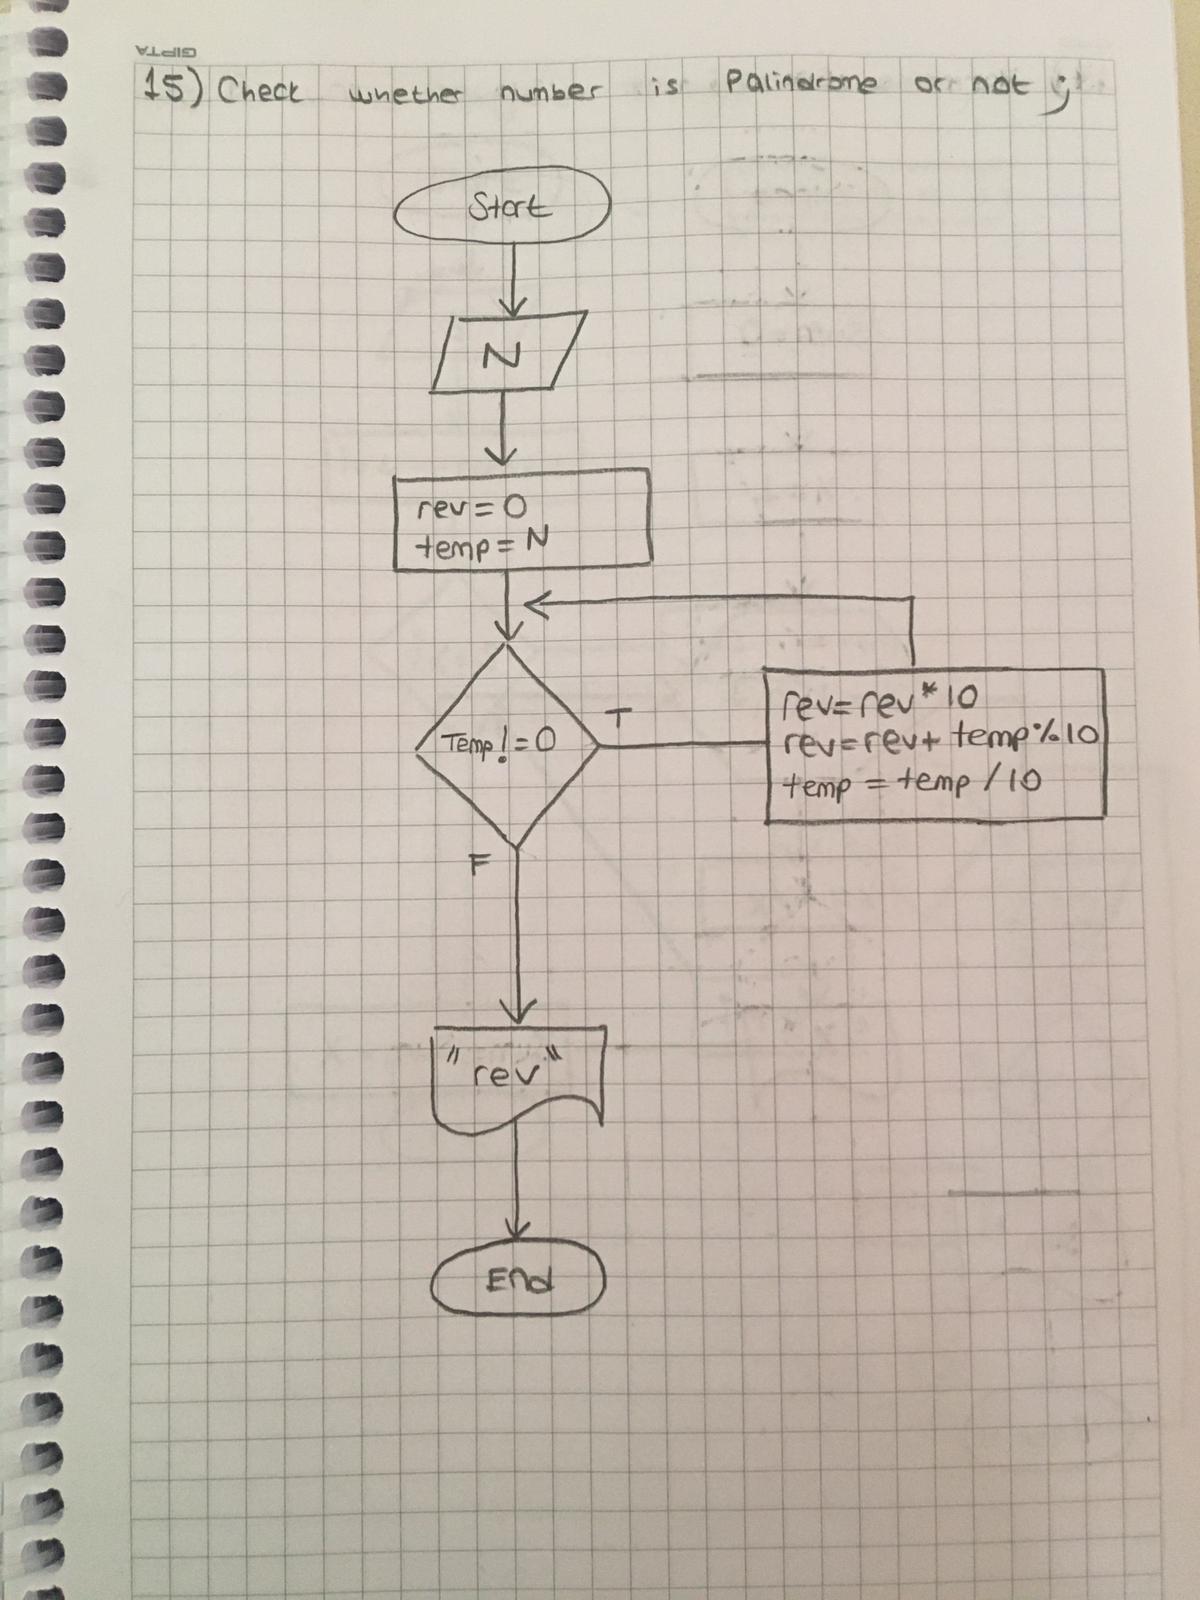 GIPTA
15) Check whether number is Palindrome or not ;
Start
N
rev = 0
temp = N
Temp != 0
T
rev = rev * 10
rev = rev + temp % 10
temp = temp / 10
F
"rev"
End